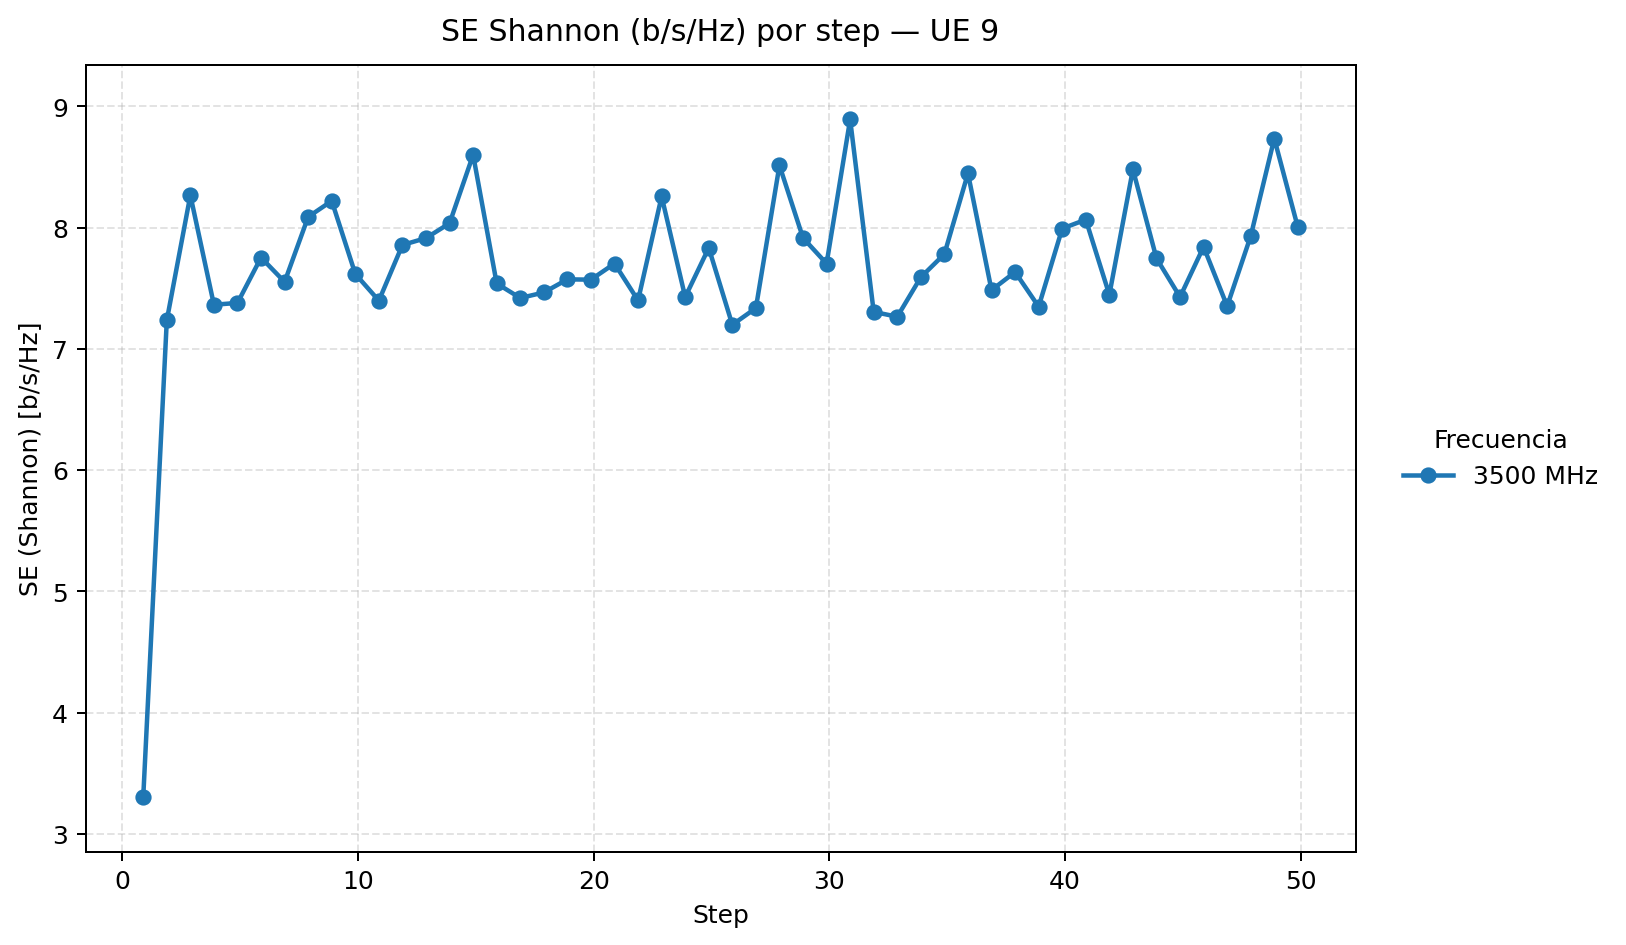 SE Shannon (b/s/Hz) por step — UE 9
SE (Shannon) [b/s/Hz]
9
8
7
6
5
4
3
0 10 20 30 40 50
Step
Frecuencia
3500 MHz